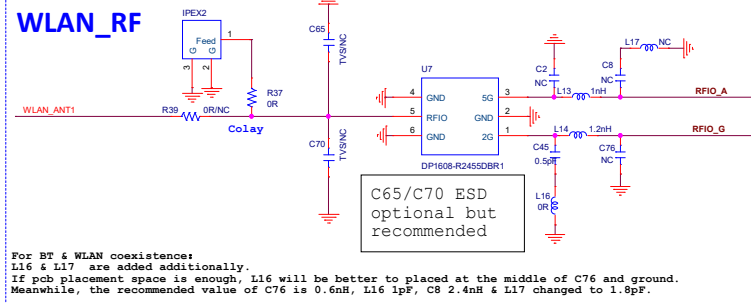 WLAN_RF
IPEX2
Feed
G
G
1
3
2
C65
TVS/NC
R37
0R
WLAN_ANT1
R39
0R/NC
Colay
C70
TVS/NC
U7
4
GND
5G
3
5
RFIO
GND
2
6
GND
2G
1
DP1608-R2455DBR1
C2
NC
L13
1nH
C8
NC
L17
NC
RFIO_A
L14
1.2nH
RFIO_G
C45
0.5pF
C76
NC
L16
0R
C65/C70 ESD
optional but
recommended
For BT & WLAN coexistence:
L16 & L17 are added additionally.
If pcb placement space is enough, L16 will be better to placed at the middle of C76 and ground.
Meanwhile, the recommended value of C76 is 0.6nH, L16 1pF, C8 2.4nH & L17 changed to 1.8pF.